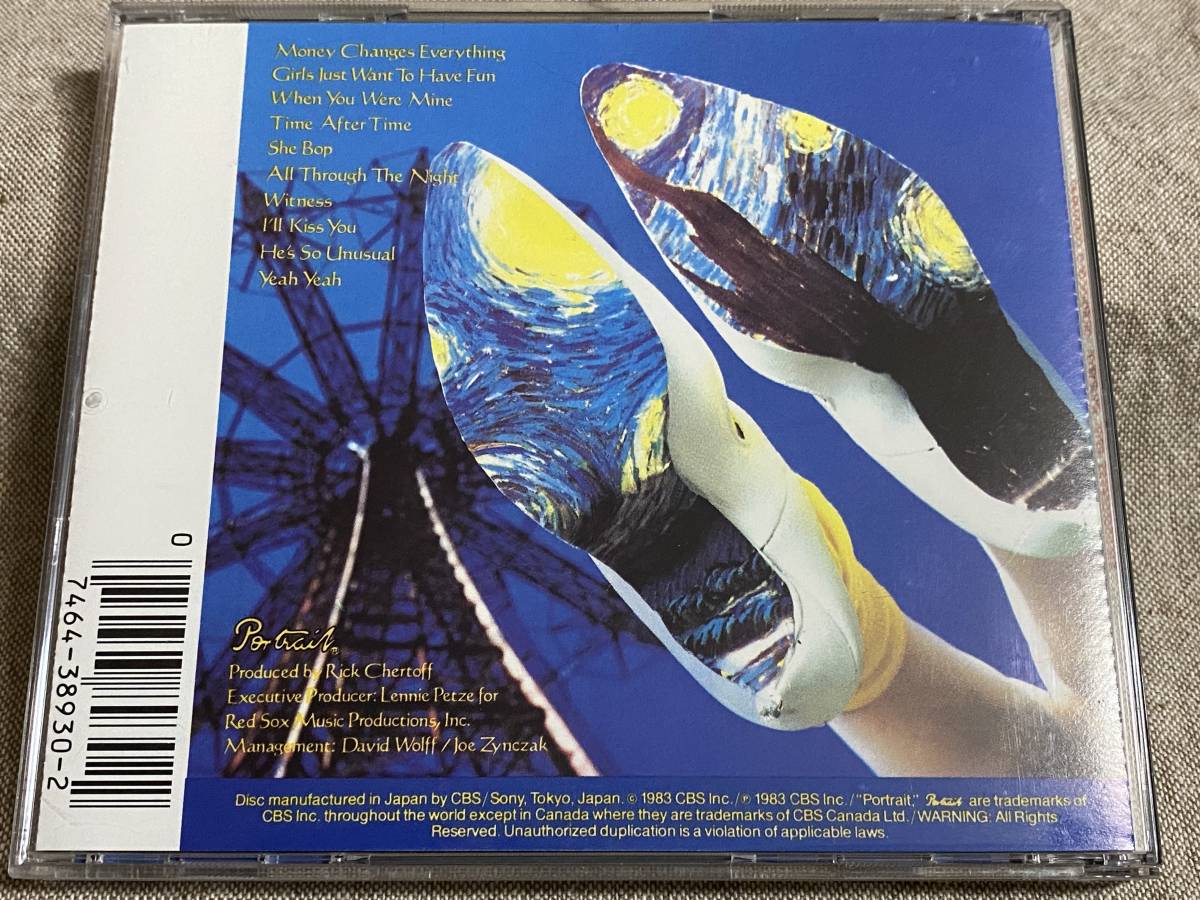 Money Changes Everything
Girls Just Want To Have Fun
When You Were Mine
Time After Time
She Bop
All Through The Night
Witness
I'll Kiss You
He's So Unusual
Yeah Yeah
Portrait®
Produced by Rick Chertoff
Executive Producer: Lennie Petze for
Red Sox Music Productions, Inc.
Management: David Wolff / Joe Zynczak
0
7464-38930-2
Disc manufactured in Japan by CBS/Sony, Tokyo, Japan. © 1983 CBS Inc./℗ 1983 CBS Inc./"Portrait," Portrait are trademarks of
CBS Inc. throughout the world except in Canada where they are trademarks of CBS Canada Ltd./WARNING: All Rights
Reserved. Unauthorized duplication is a violation of applicable laws.